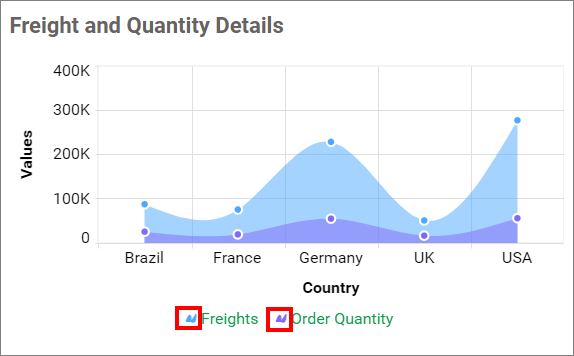 Freight and Quantity Details
400K
300K
200K
100K
0
Values
Brazil France Germany UK USA
Country
Freights Order Quantity